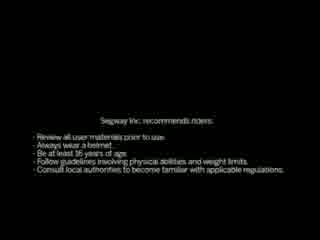 Segway Inc. recommends riders:
- Review all user materials prior to use.
- Always wear a helmet.
- Be at least 16 years of age.
- Follow guidelines involving physical abilities and weight limits.
- Consult local authorities to become familiar with applicable regulations.